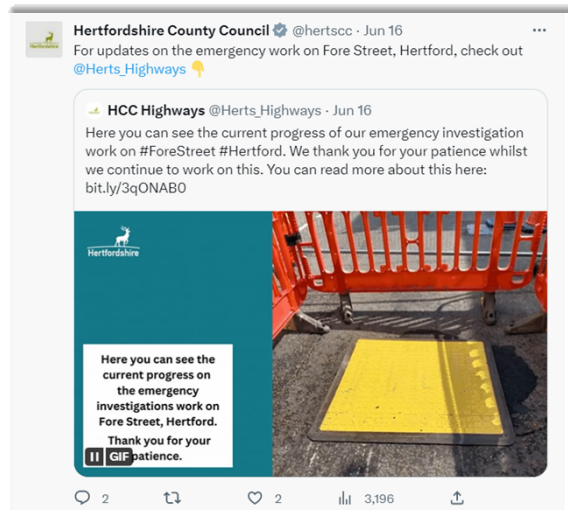 Hertfordshire County Council @hertscc · Jun 16 ...
For updates on the emergency work on Fore Street, Hertford, check out
@Herts_Highways 👇
HCC Highways @Herts_Highways · Jun 16
Here you can see the current progress of our emergency investigation
work on #ForeStreet #Hertford. We thank you for your patience whilst
we continue to work on this. You can read more about this here:
bit.ly/3qONAB0
Hertfordshire
Here you can see the
current progress on
the emergency
investigations work on
Fore Street, Hertford.
Thank you for your
patience.
GIF
2
2
3,196